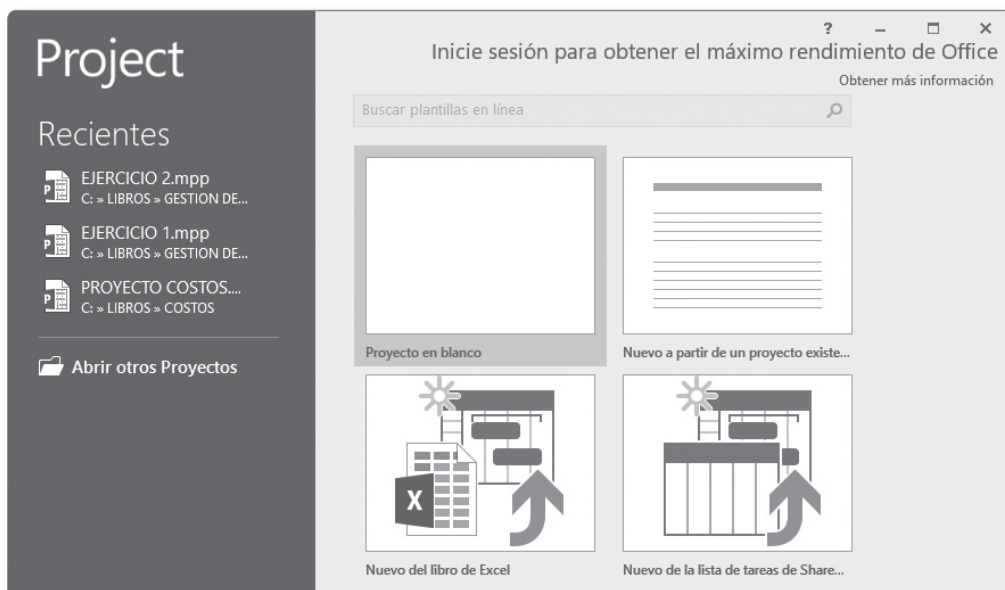 Project
Recientes
EJERCICIO 2.mpp
C: » LIBROS » GESTION DE...
EJERCICIO 1.mpp
C: » LIBROS » GESTION DE...
PROYECTO COSTOS....
C: » LIBROS » COSTOS
Abrir otros Proyectos
?
Inicie sesión para obtener el máximo rendimiento de Office
Obtener más información
Buscar plantillas en línea
Proyecto en blanco
Nuevo a partir de un proyecto existe...
X
Nuevo del libro de Excel
Nuevo de la lista de tareas de Share...